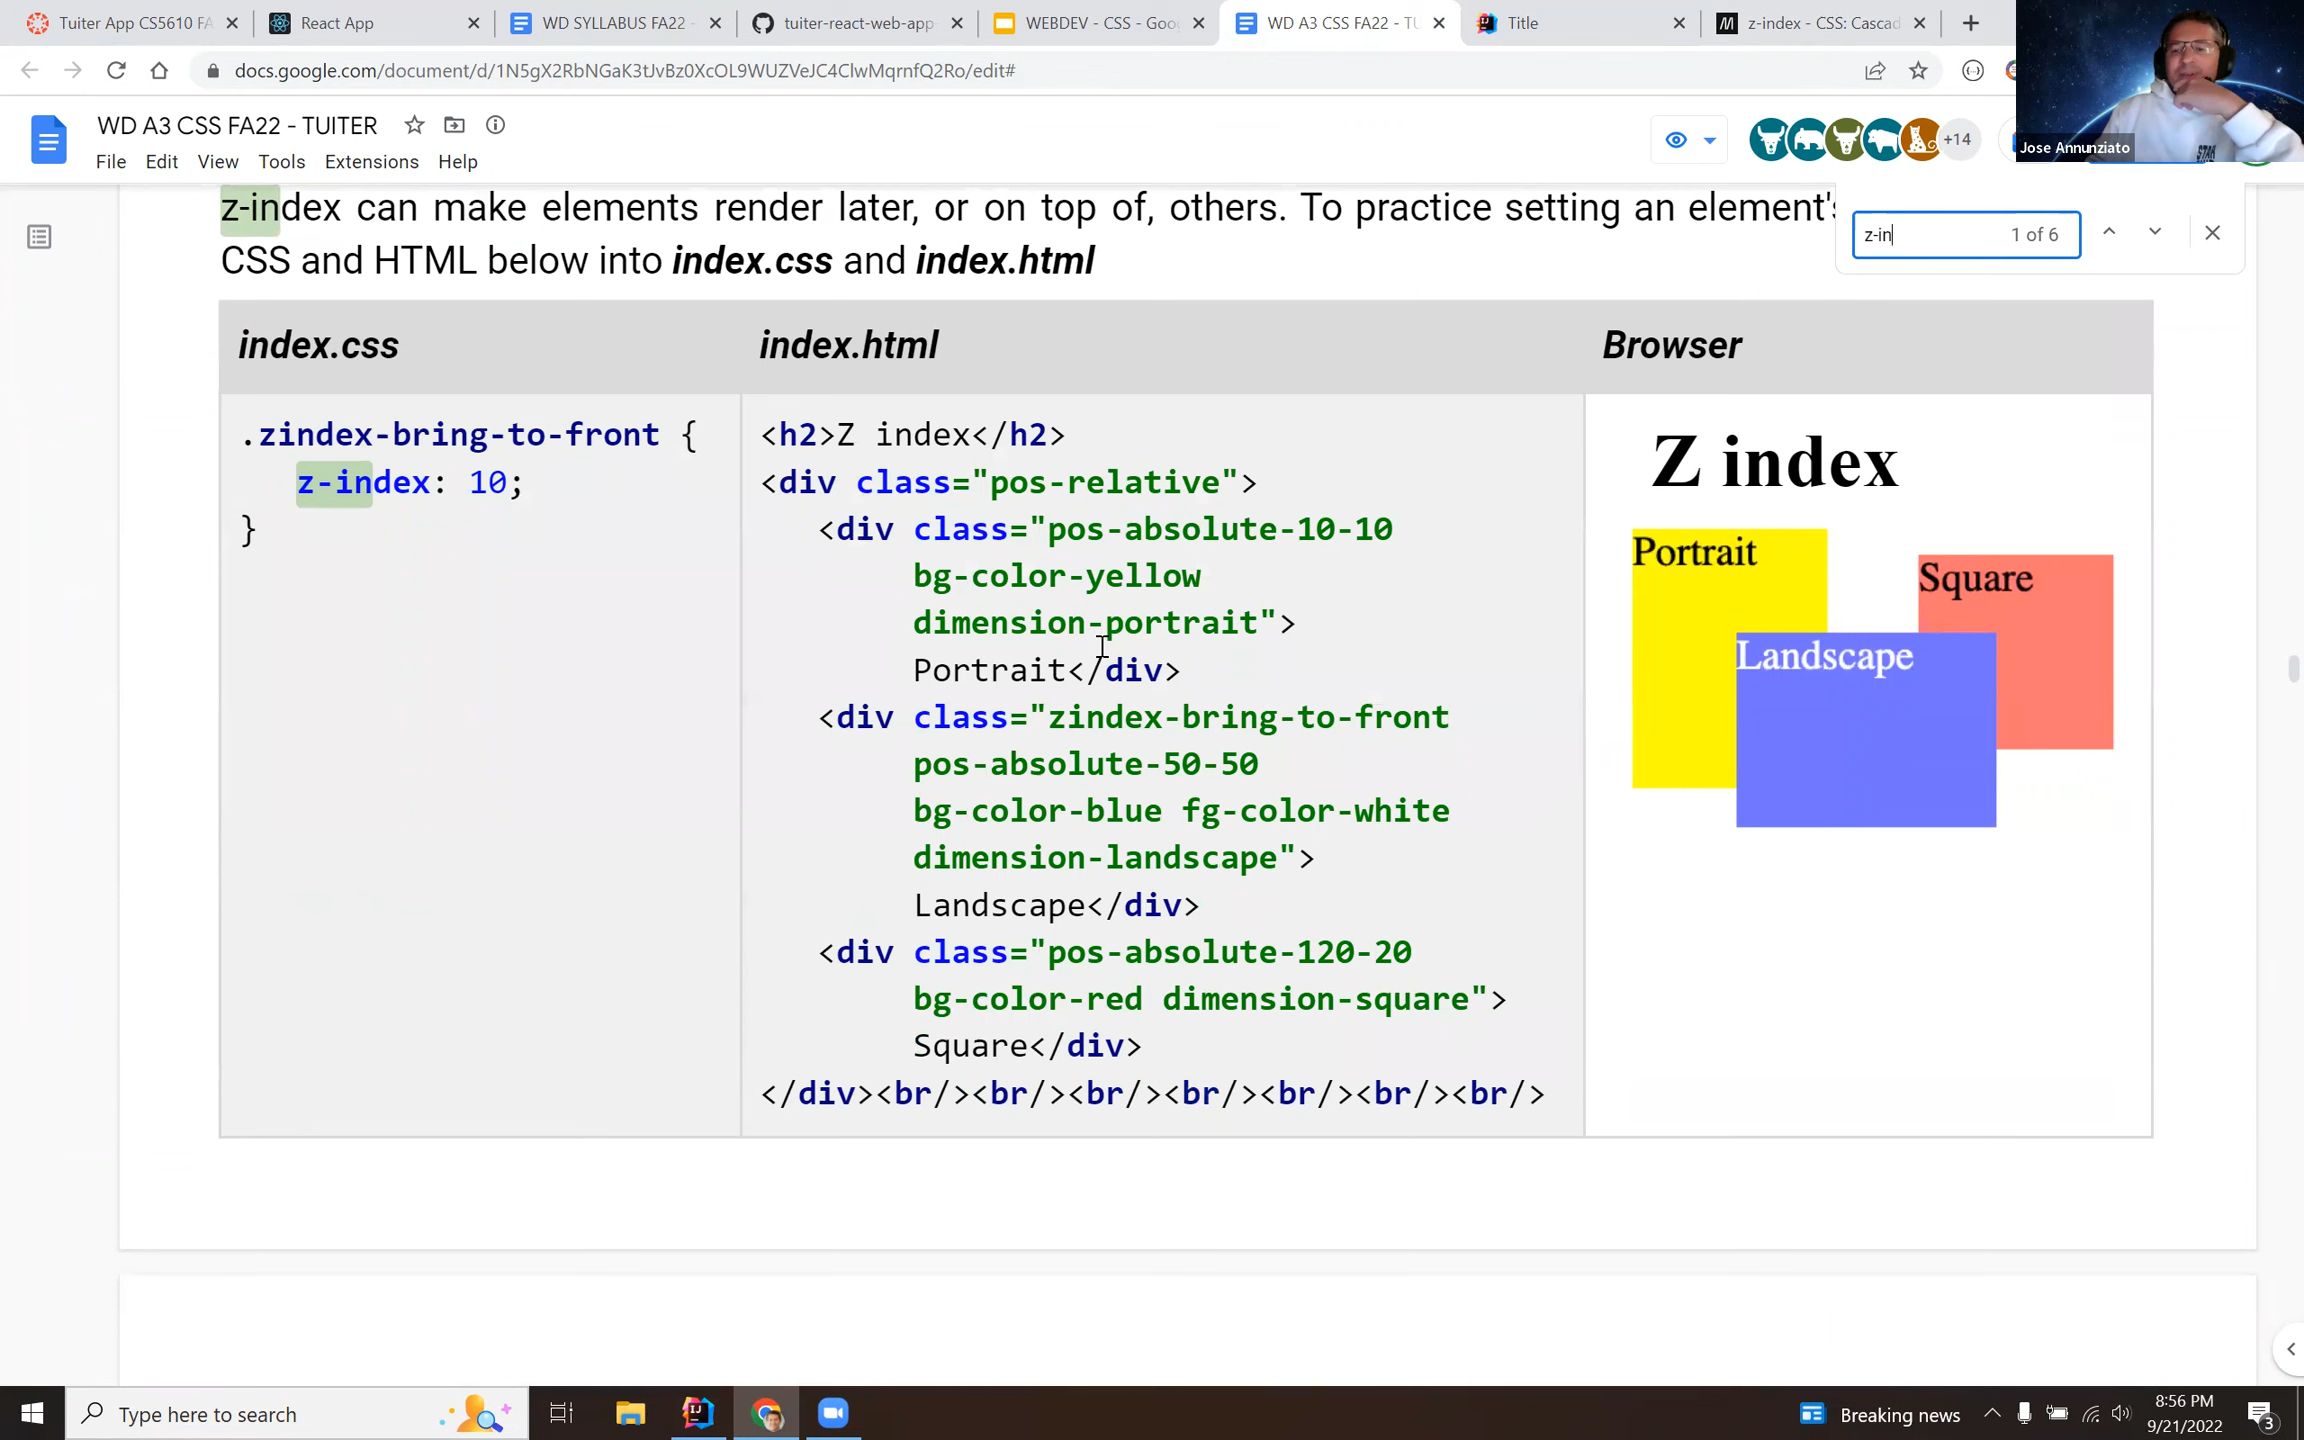 Tuiter App CS5610 FA
React App
WD SYLLABUS FA22 -
tuiter-react-web-app-
WEBDEV - CSS - Goo
WD A3 CSS FA22 - TU
Title
z-index - CSS: Cascad
docs.google.com/document/d/1N5gX2RbNGaK3tJvBz0XcOL9WUZVeJC4ClwMqrnfQ2Ro/edit#
WD A3 CSS FA22 - TUITER
+14
Jose Annunziato
File Edit View Tools Extensions Help
z-index can make elements render later, or on top of, others. To practice setting an element's
z-in 1 of 6
CSS and HTML below into index.css and index.html
index.css index.html Browser
.zindex-bring-to-front {
z-index: 10;
}
<h2>Z index</h2>
<div class="pos-relative">
<div class="pos-absolute-10-10
bg-color-yellow
dimension-portrait">
Portrait</div>
<div class="zindex-bring-to-front
pos-absolute-50-50
bg-color-blue fg-color-white
dimension-landscape">
Landscape</div>
<div class="pos-absolute-120-20
bg-color-red dimension-square">
Square</div>
</div><br/><br/><br/><br/><br/><br/><br/>
Z index
Portrait
Square
Landscape
Type here to search
Breaking news
8:56 PM
9/21/2022
3